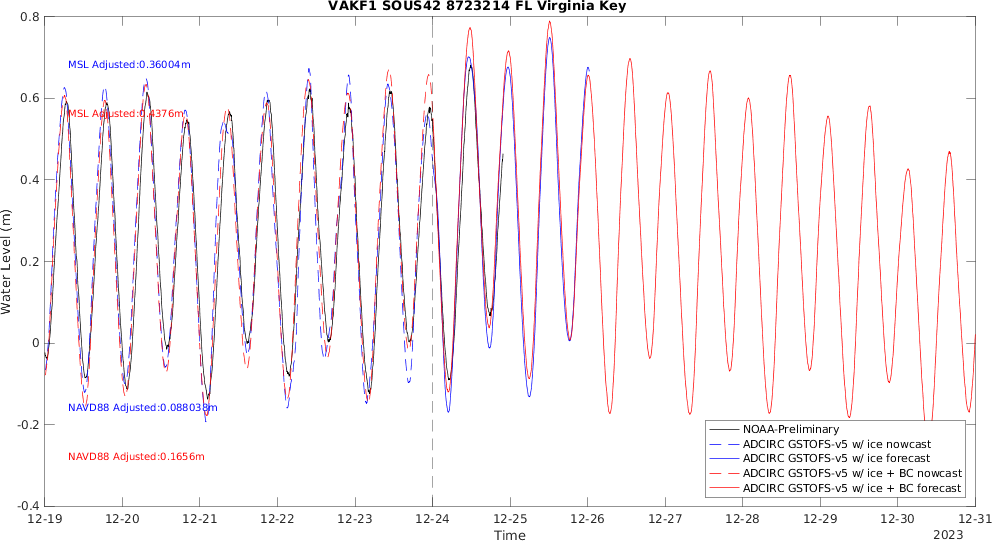 VAKF1 SOUS42 8723214 FL Virginia Key
0.8
0.6
0.4
0.2
0
-0.2
-0.4
Water Level (m)
MSL Adjusted:0.36004m
MSL Adjusted:0.4376m
NAVD88 Adjusted:0.088038m
NAVD88 Adjusted:0.1656m
NOAA-Preliminary
ADCIRC GSTOFS-v5 w/ ice nowcast
ADCIRC GSTOFS-v5 w/ ice forecast
ADCIRC GSTOFS-v5 w/ ice + BC nowcast
ADCIRC GSTOFS-v5 w/ ice + BC forecast
12-19 12-20 12-21 12-22 12-23 12-24 12-25 12-26 12-27 12-28 12-29 12-30 12-31
Time
2023